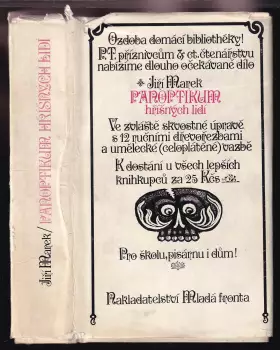 Jiří Marek / PANOPTIKUM HŘÍŠNÝCH LIDÍ
Ozdoba domácí bibliothéky!
P.T. příznivcům & ct. čtenářstvu
nabízíme dlouho očekávané dílo
Jiří Marek
PANOPTIKUM
hříšných lidí
Ve zvláště skvostné úpravě
s 12 ručními dřevořezbami
a umělecké (celoplátěné) vazbě
K dostání u všech lepších
knihkupců za 25 Kčs
Pro školu, písárnu i dům!
Nakladatelství Mladá fronta